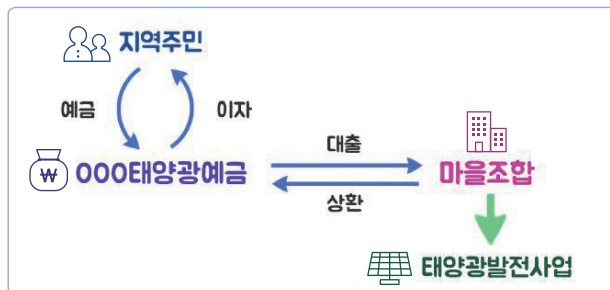 지역주민
예금
이자
₩ OOO태양광예금
대출
마을조합
상환
태양광발전사업